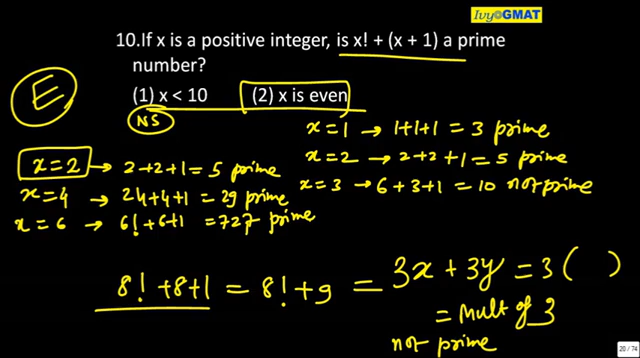 Ivy GMAT
10.If x is a positive integer, is x! + (x + 1) a prime
number?
(1) x < 10 (2) x is even
E
NS
x=1 → 1+1+1 = 3 prime
x=2 → 2+2+1 = 5 prime
x=3 → 6+3+1 = 10 not prime
x=2 → 2+2+1 = 5 prime
x=4 → 24+4+1 = 29 prime
x=6 → 6!+6+1 = 727 prime
8! +8+1 = 8! +9 = 3x + 3y = 3( )
= Mult of 3
not prime
20 / 74